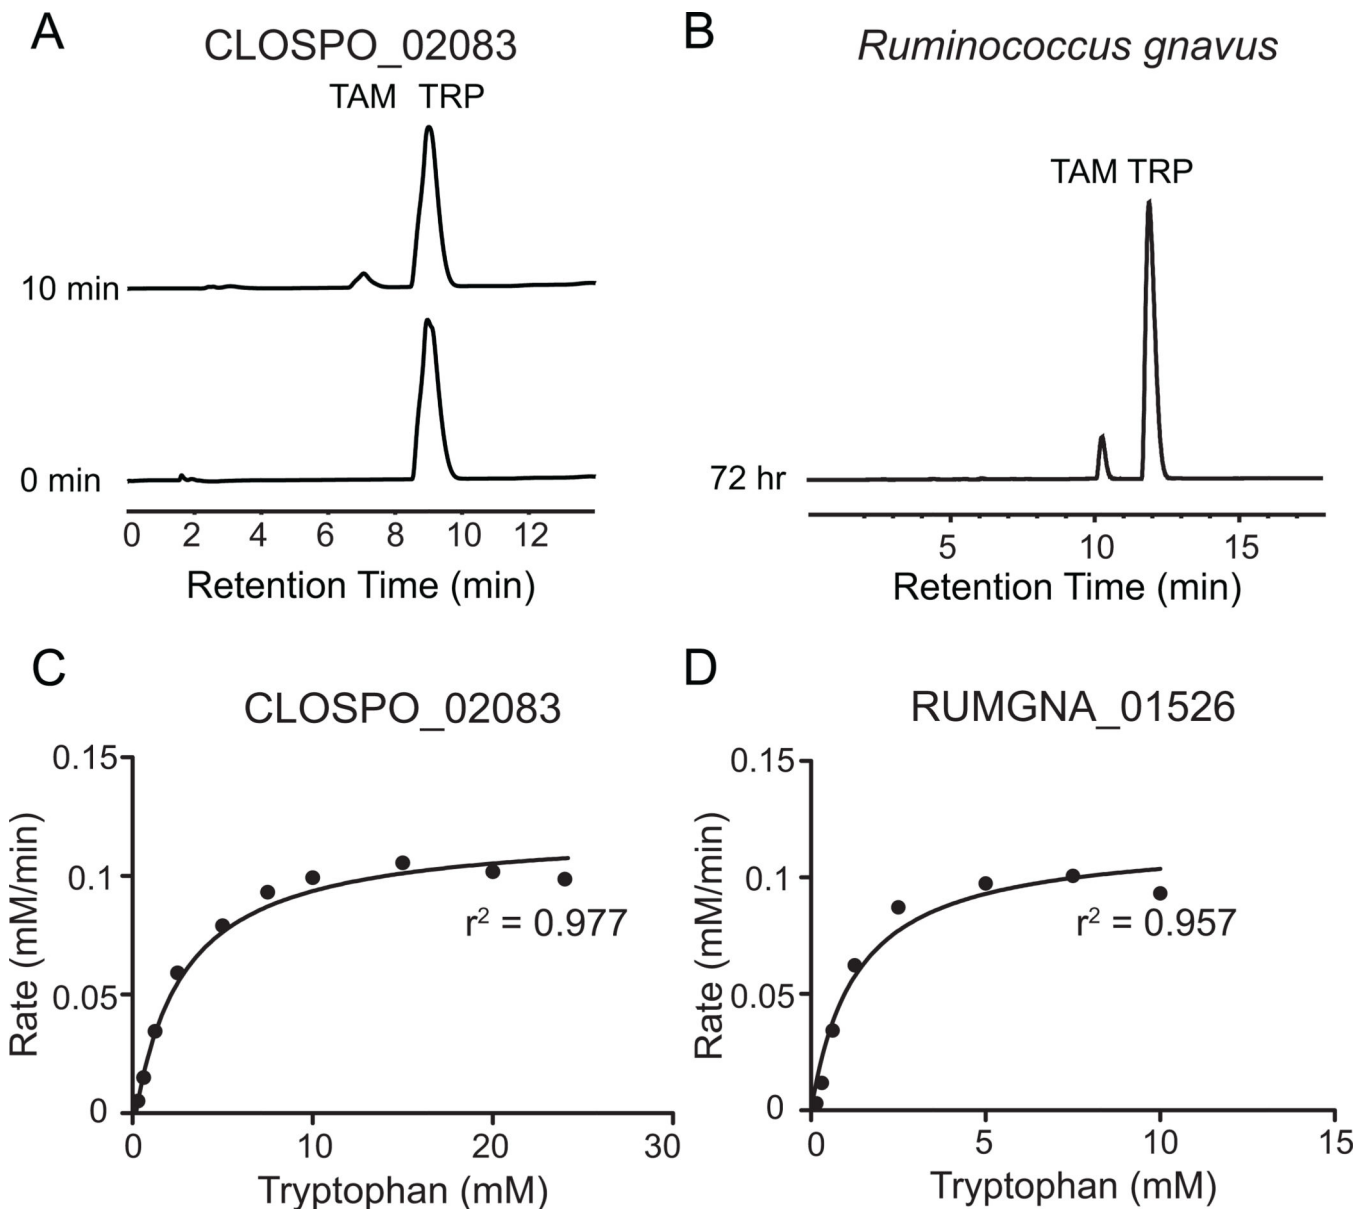 A
CLOSPO_02083
TAM TRP
10 min
0 min
0 2 4 6 8 10 12
Retention Time (min)
B
Ruminococcus gnavus
TAM TRP
72 hr
5 10 15
Retention Time (min)
C
CLOSPO_02083
Rate (mM/min)
0.15
0.1
0.05
0
r² = 0.977
0 10 20 30
Tryptophan (mM)
D
RUMGNA_01526
Rate (mM/min)
0.15
0.1
0.05
0
r² = 0.957
0 5 10 15
Tryptophan (mM)